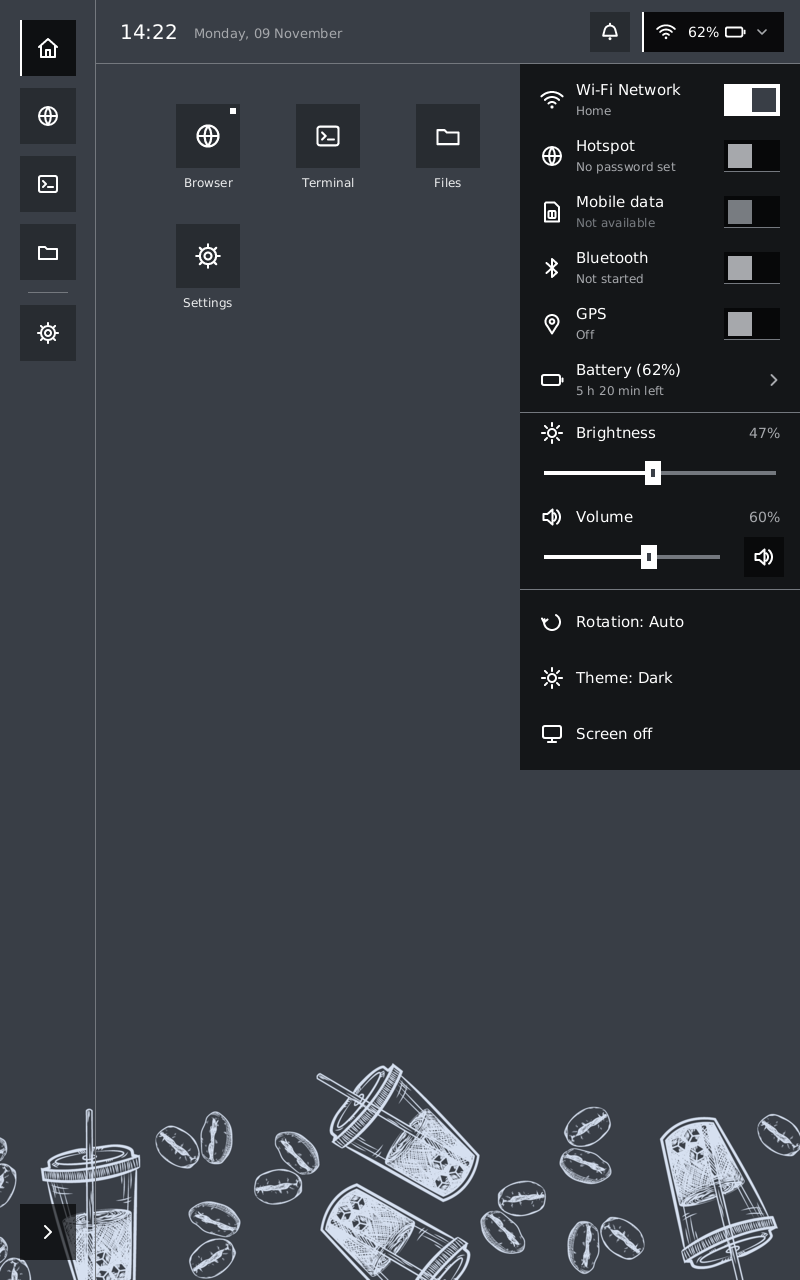 14:22 Monday, 09 November
62%
Wi-Fi Network
Home
Hotspot
No password set
Mobile data
Not available
Bluetooth
Not started
GPS
Off
Battery (62%)
5 h 20 min left
Brightness 47%
Volume 60%
Rotation: Auto
Theme: Dark
Screen off
Browser
Terminal
Files
Settings